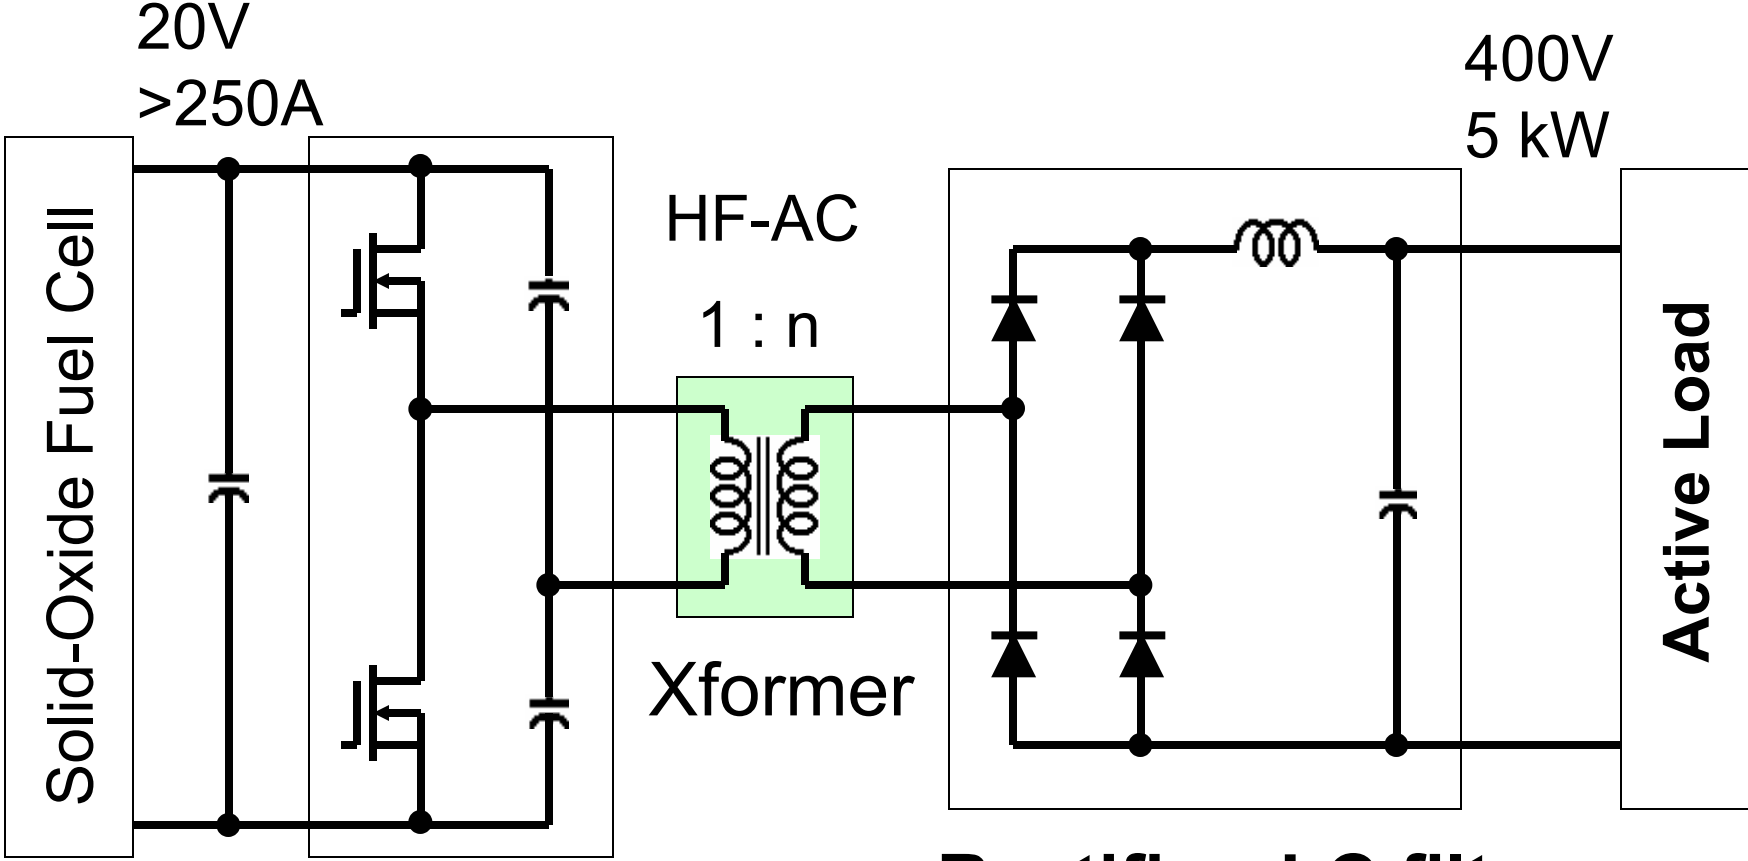 20V
>250A
400V
5 kW
Solid-Oxide Fuel Cell
HF-AC
1 : n
Xformer
Active Load